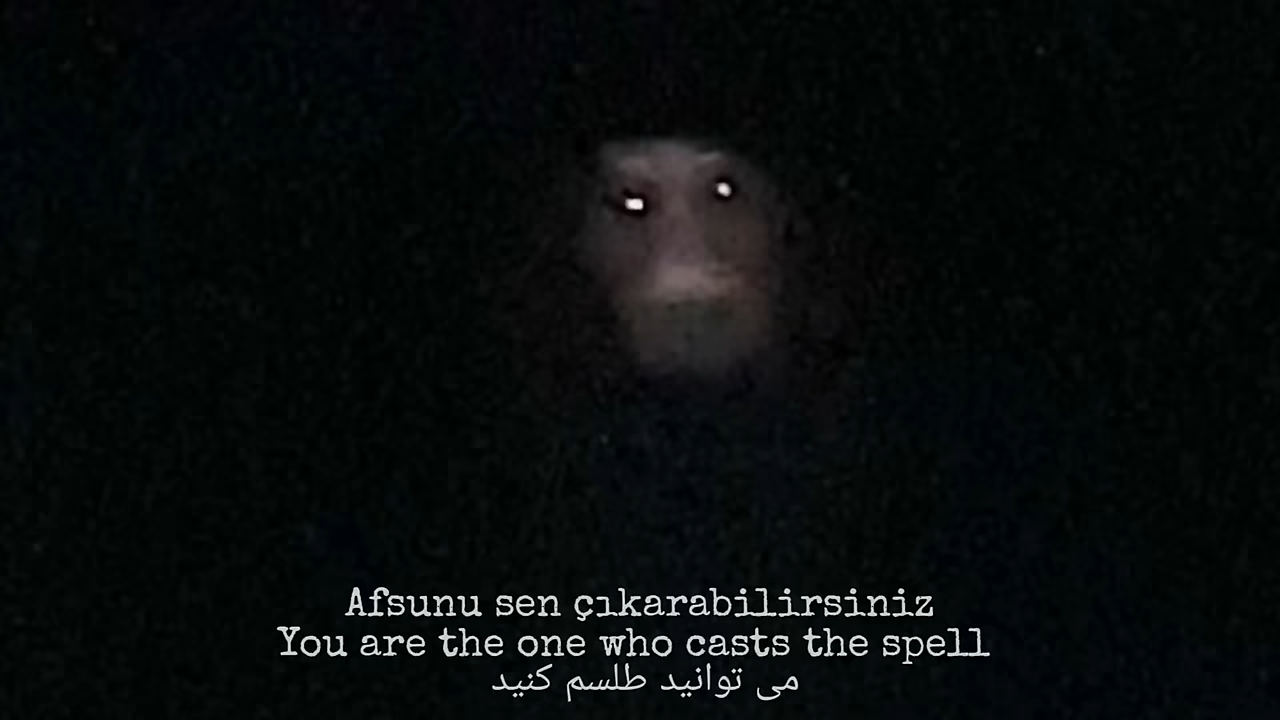 Afsunu sen çıkarabilirsiniz
You are the one who casts the spell
می توانید طلسم کنید